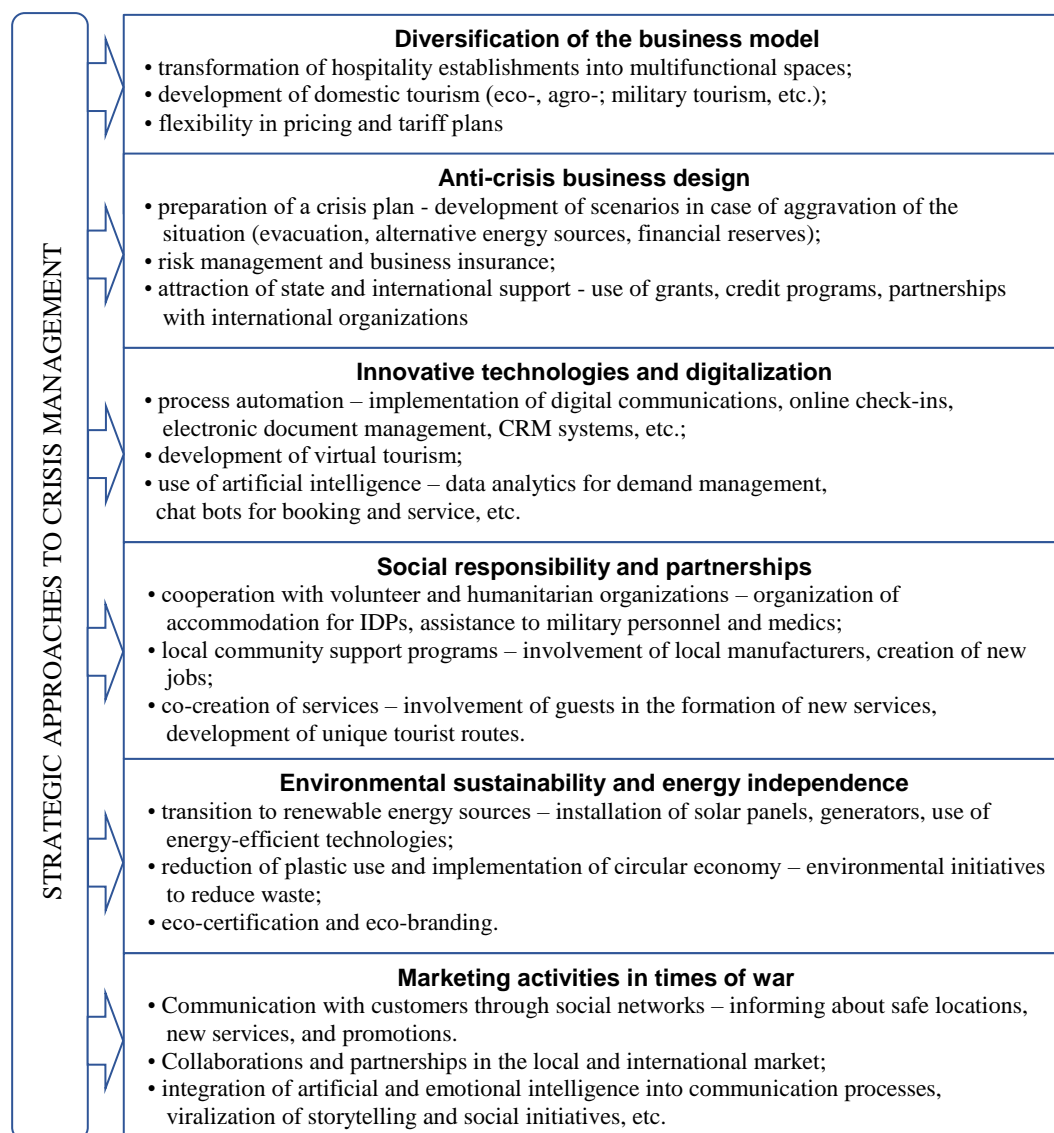 STRATEGIC APPROACHES TO CRISIS MANAGEMENT
Diversification of the business model
• transformation of hospitality establishments into multifunctional spaces;
• development of domestic tourism (eco-, agro-; military tourism, etc.);
• flexibility in pricing and tariff plans
Anti-crisis business design
• preparation of a crisis plan - development of scenarios in case of aggravation of the
situation (evacuation, alternative energy sources, financial reserves);
• risk management and business insurance;
• attraction of state and international support - use of grants, credit programs, partnerships
with international organizations
Innovative technologies and digitalization
• process automation – implementation of digital communications, online check-ins,
electronic document management, CRM systems, etc.;
• development of virtual tourism;
• use of artificial intelligence – data analytics for demand management,
chat bots for booking and service, etc.
Social responsibility and partnerships
• cooperation with volunteer and humanitarian organizations – organization of
accommodation for IDPs, assistance to military personnel and medics;
• local community support programs – involvement of local manufacturers, creation of new
jobs;
• co-creation of services – involvement of guests in the formation of new services,
development of unique tourist routes.
Environmental sustainability and energy independence
• transition to renewable energy sources – installation of solar panels, generators, use of
energy-efficient technologies;
• reduction of plastic use and implementation of circular economy – environmental initiatives
to reduce waste;
• eco-certification and eco-branding.
Marketing activities in times of war
• Communication with customers through social networks – informing about safe locations,
new services, and promotions.
• Collaborations and partnerships in the local and international market;
• integration of artificial and emotional intelligence into communication processes,
viralization of storytelling and social initiatives, etc.